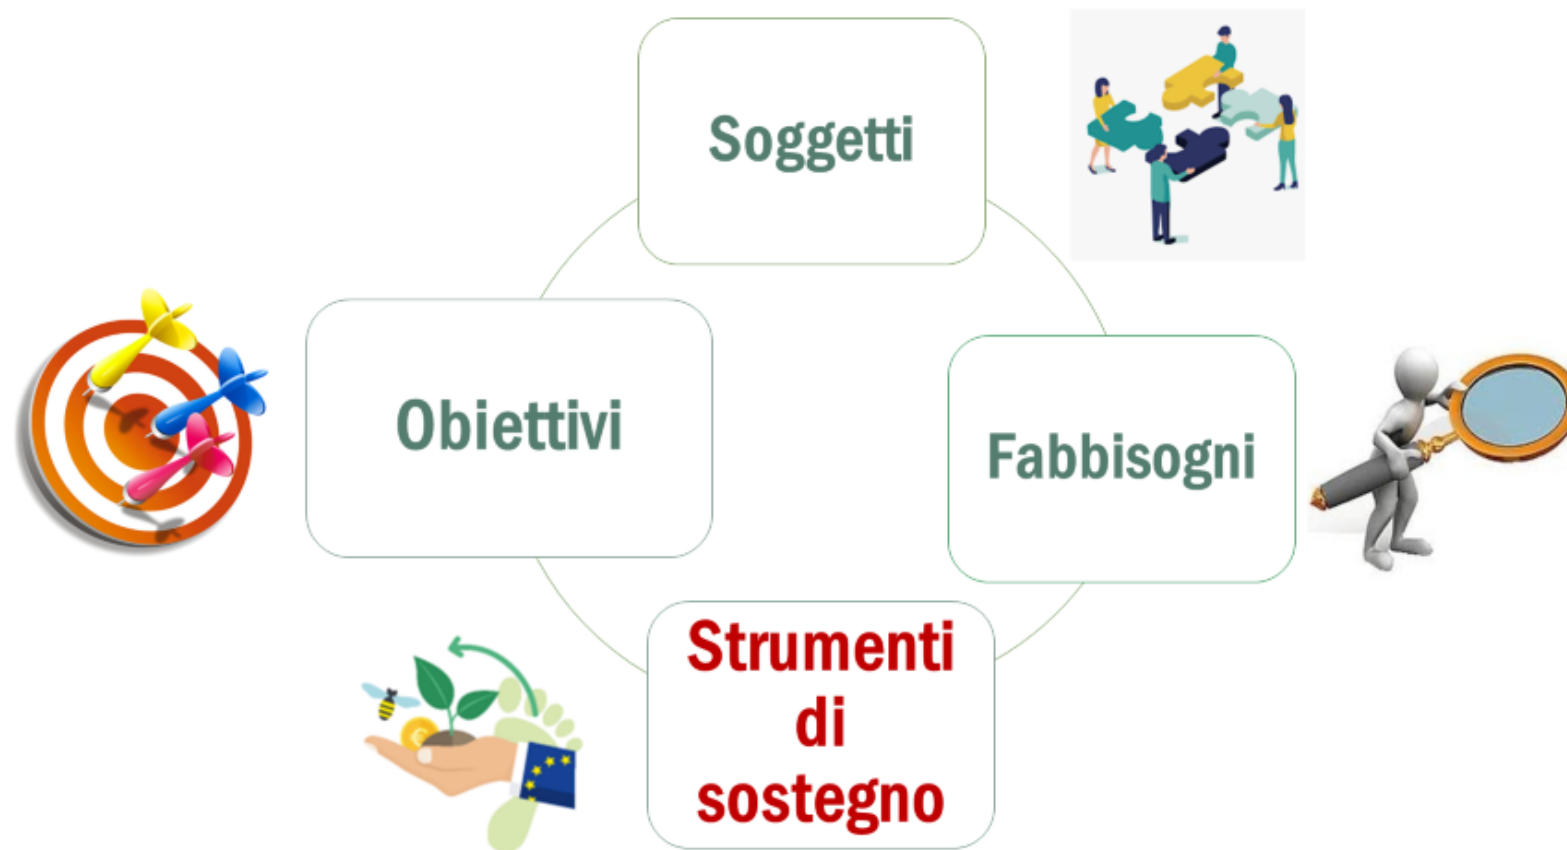 Soggetti
Obiettivi
Fabbisogni
Strumenti
di
sostegno